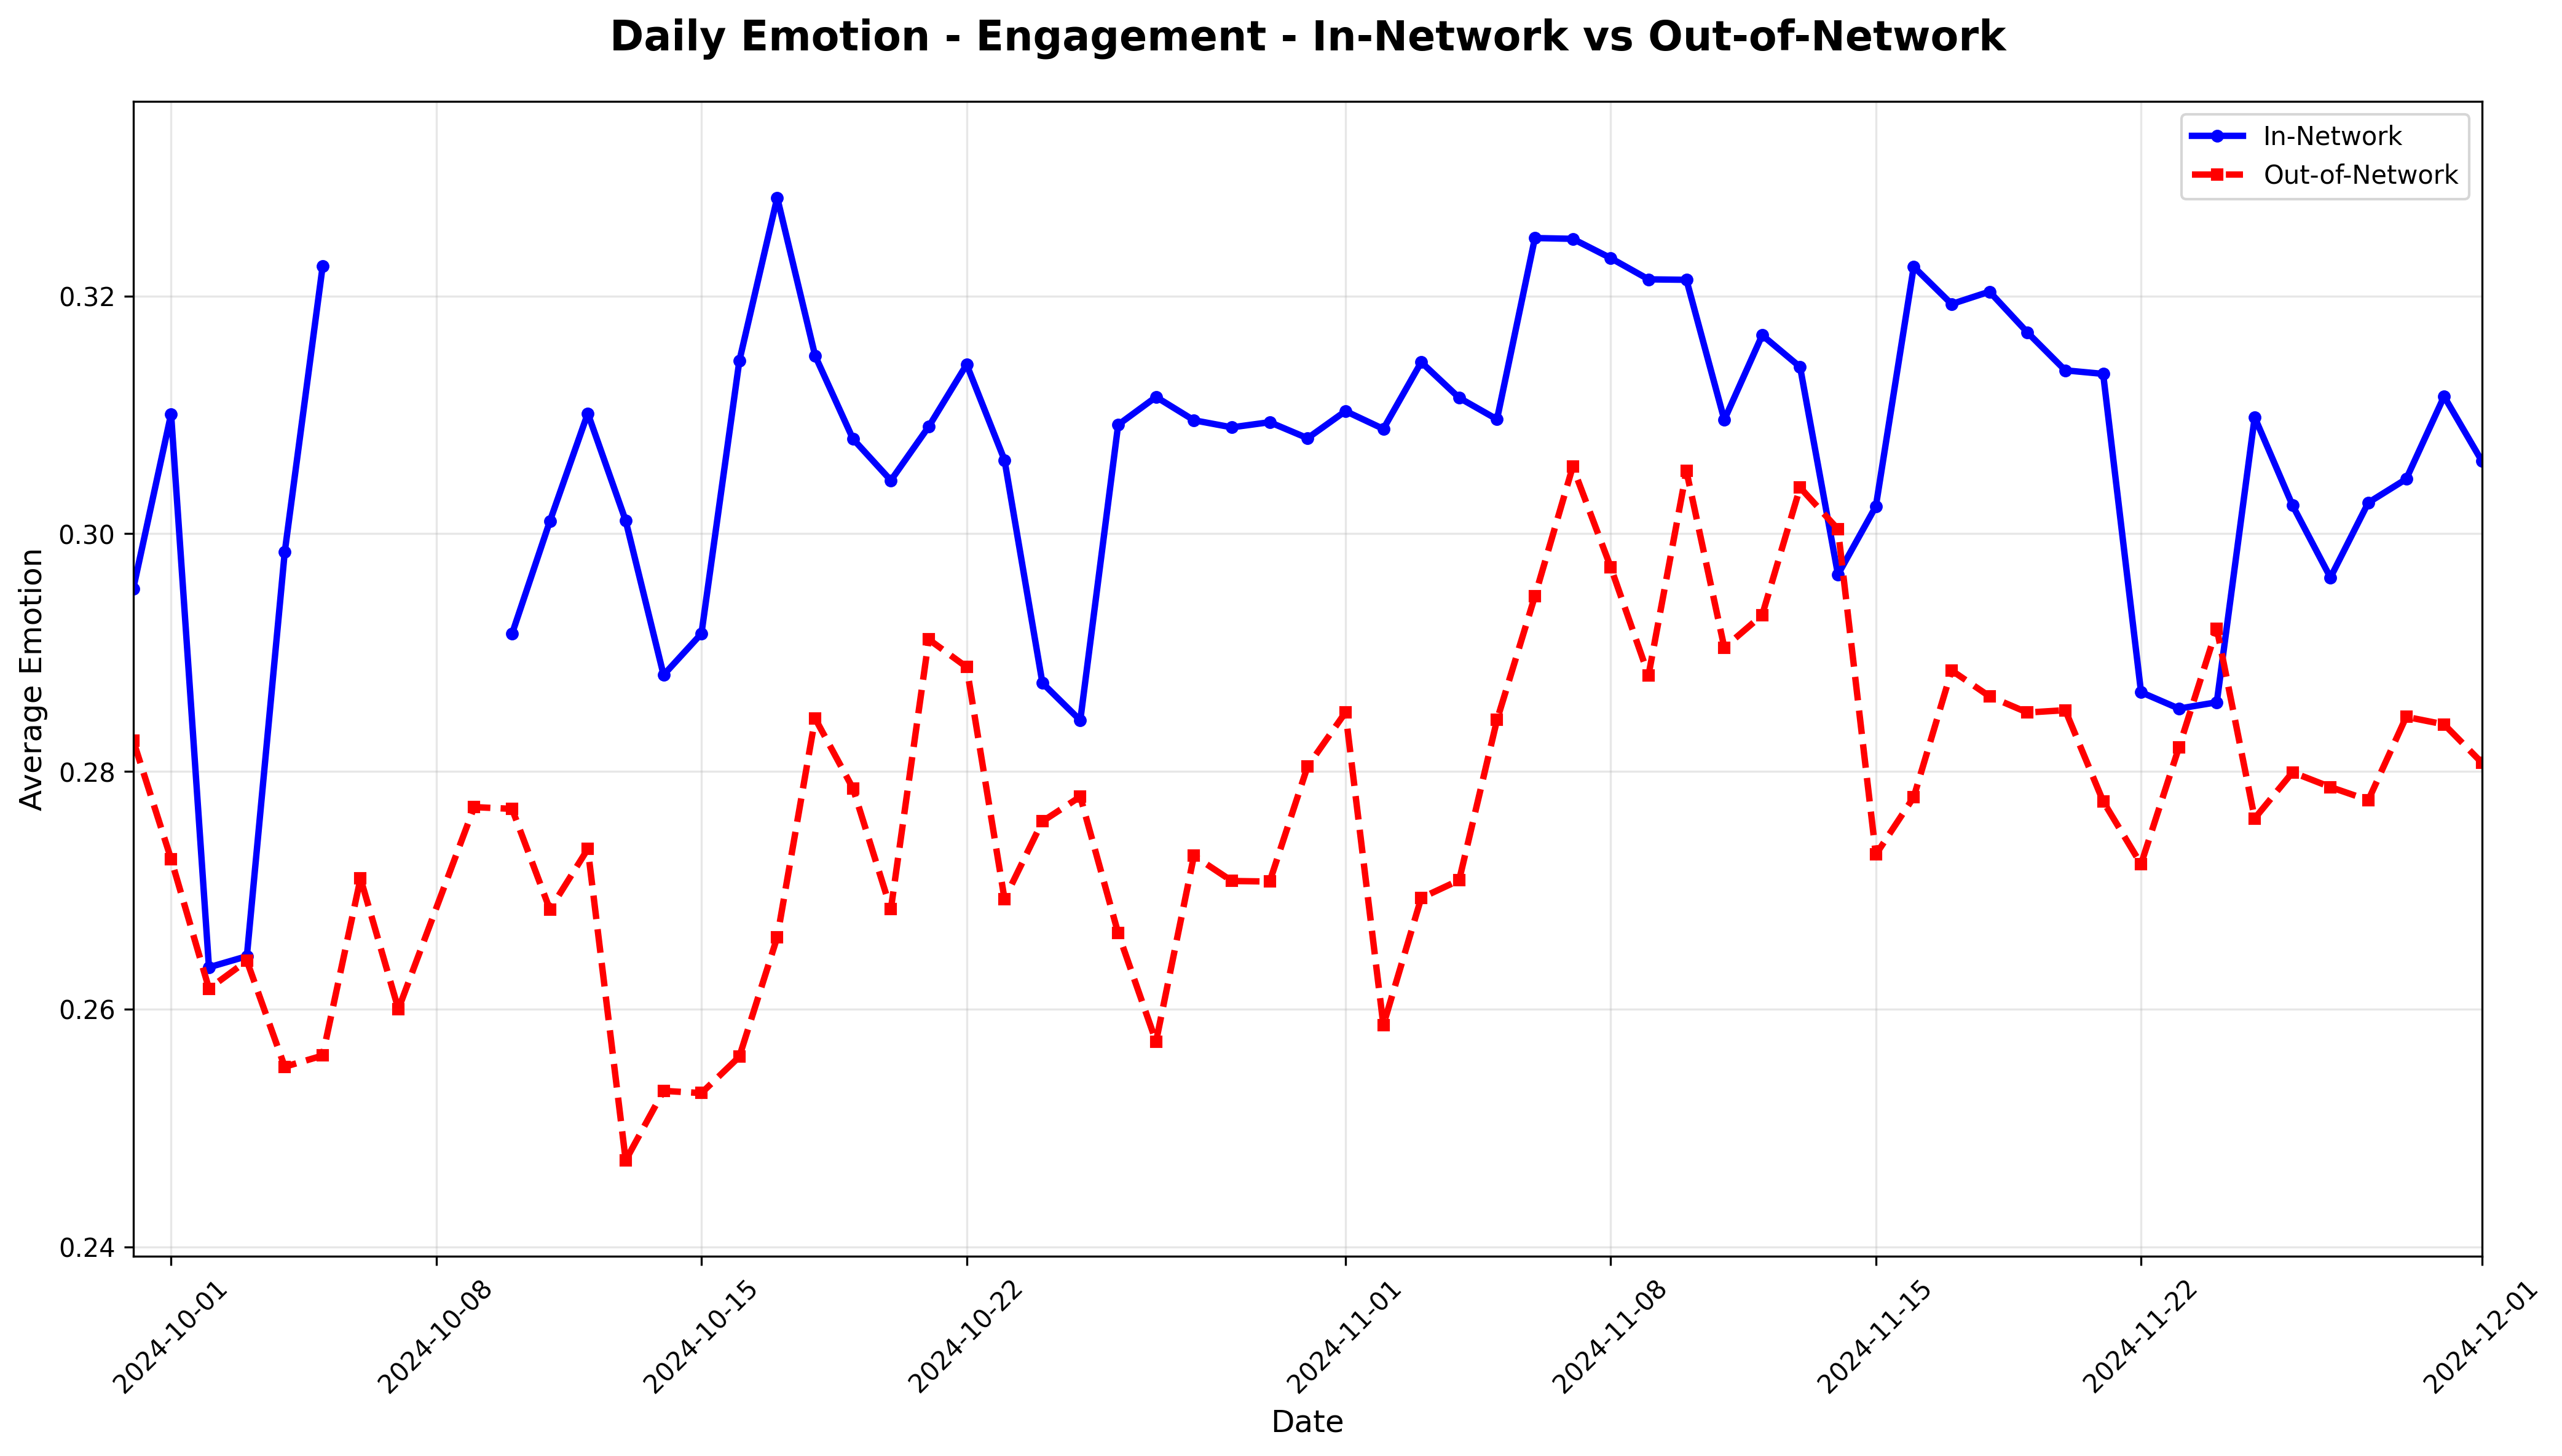 Daily Emotion - Engagement - In-Network vs Out-of-Network
In-Network
Out-of-Network
Average Emotion
0.32
0.30
0.28
0.26
0.24
2024-10-01
2024-10-08
2024-10-15
2024-10-22
2024-11-01
2024-11-08
2024-11-15
2024-11-22
2024-12-01
Date